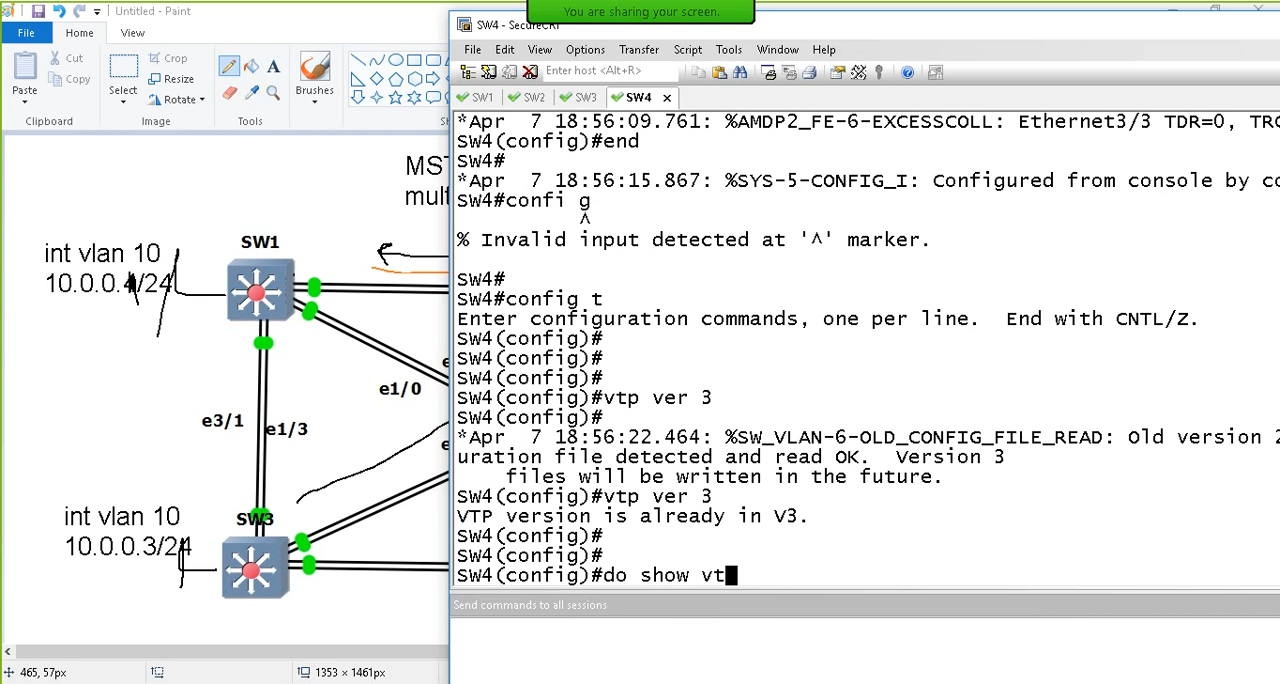 You are sharing your screen.
Untitled - Paint
SW4 - SecureCRT
File
Home
View
Paste
Cut
Copy
Select
Crop
Resize
Rotate
Brushes
Clipboard
Image
Tools
File Edit View Options Transfer Script Tools Window Help
Enter host <Alt+R>
SW1 SW2 SW3 SW4
*Apr 7 18:56:09.761: %AMDP2_FE-6-EXCESSCOLL: Ethernet3/3 TDR=0, TRC
SW4(config)#end
SW4#
*Apr 7 18:56:15.867: %SYS-5-CONFIG_I: Configured from console by co
SW4#confi g
^
% Invalid input detected at '^' marker.
SW4#
SW4#config t
Enter configuration commands, one per line. End with CNTL/Z.
SW4(config)#
SW4(config)#
SW4(config)#
SW4(config)#vtp ver 3
SW4(config)#
*Apr 7 18:56:22.464: %SW_VLAN-6-OLD_CONFIG_FILE_READ: Old version 2
uration file detected and read OK. Version 3
files will be written in the future.
SW4(config)#vtp ver 3
VTP version is already in V3.
SW4(config)#
SW4(config)#
SW4(config)#do show vt
Send commands to all sessions
MST
mult
int vlan 10
10.0.0.4/24
SW1
e1/0
e3/1
e1/3
int vlan 10
10.0.0.3/24
SW3
465, 57px
1353 × 1461px